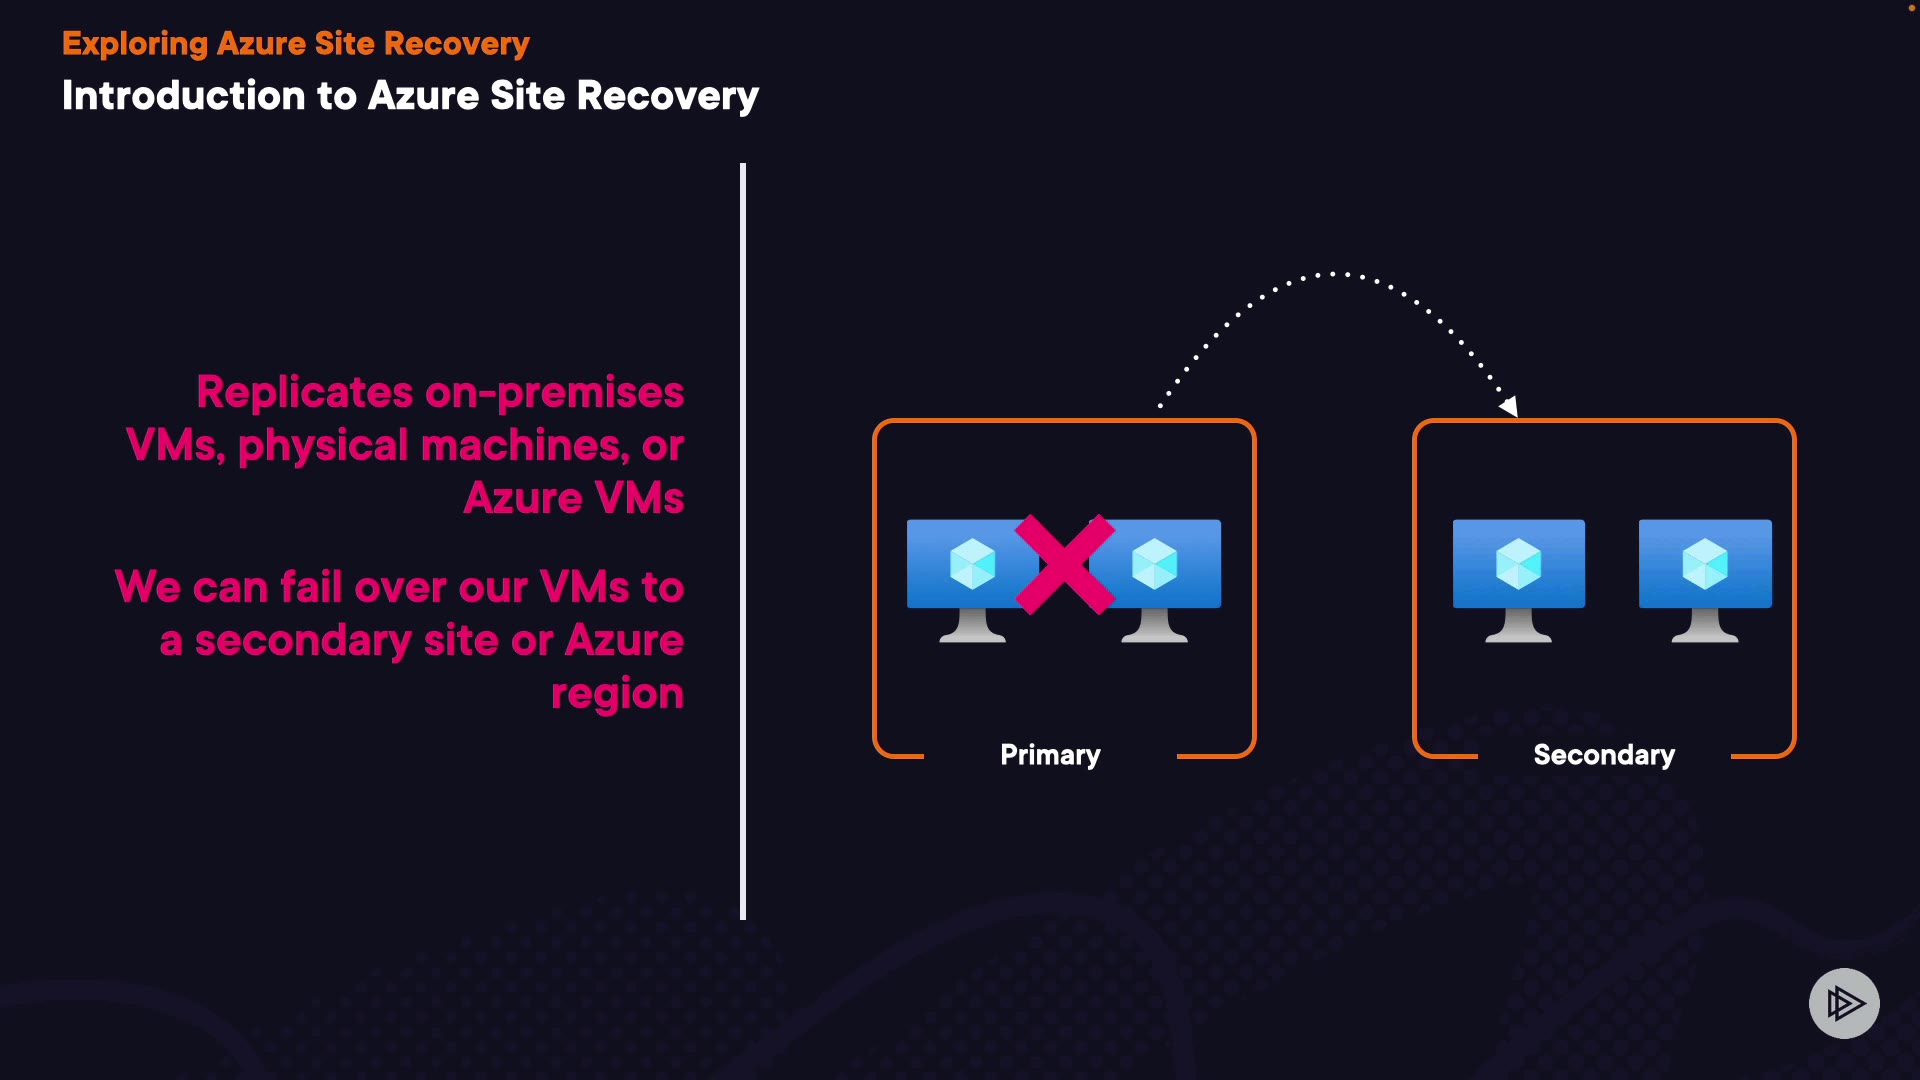 Exploring Azure Site Recovery
Introduction to Azure Site Recovery
Replicates on-premises
VMs, physical machines, or
Azure VMs
We can fail over our VMs to
a secondary site or Azure
region
Primary
Secondary